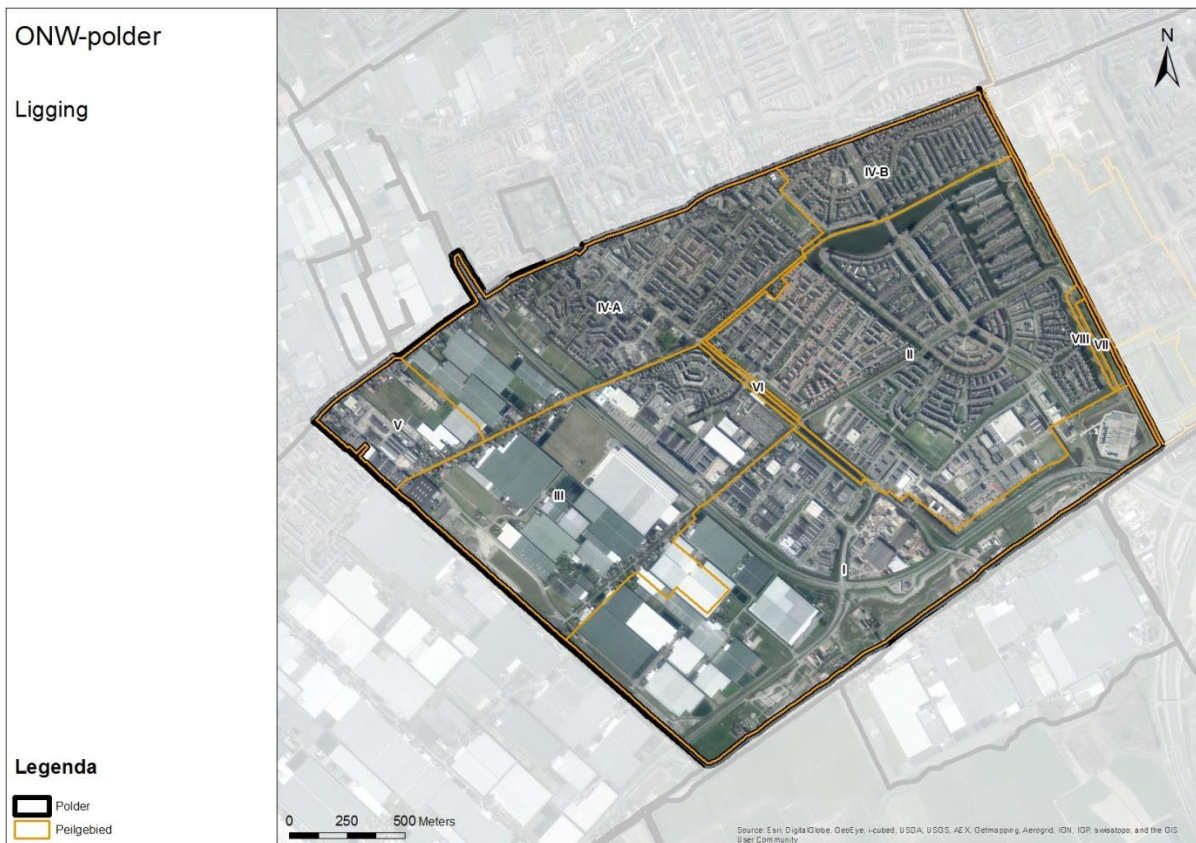 ONW-polder
Ligging
N
IV-B
IV-A
VIII
VII
II
VI
V
III
I
Legenda
Polder
Peilgebied
0 250 500 Meters
Source: Esri, DigitalGlobe, GeoEye, i-cubed, USDA, USGS, AEX, Getmapping, Aerogrid, IGN, IGP, swisstopo, and the GIS
User Community